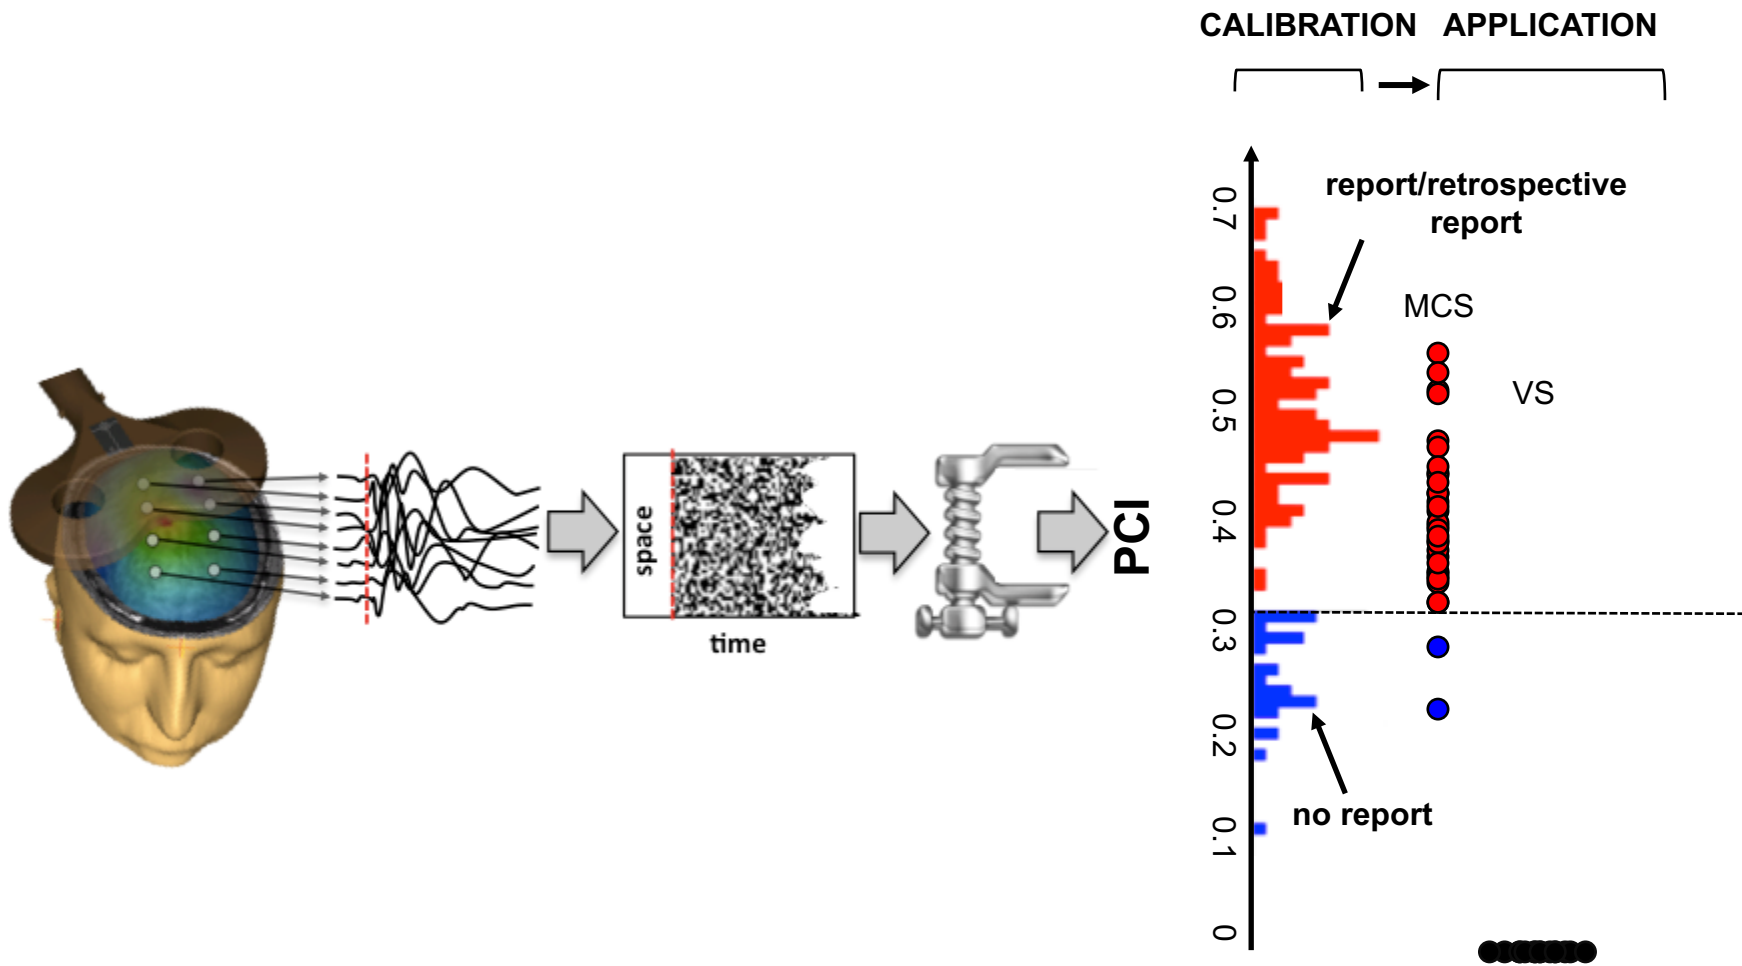 CALIBRATION APPLICATION
report/retrospective
report
MCS
VS
0.7
0.6
0.5
0.4
0.3
0.2
0.1
0
PCI
space
time
no report